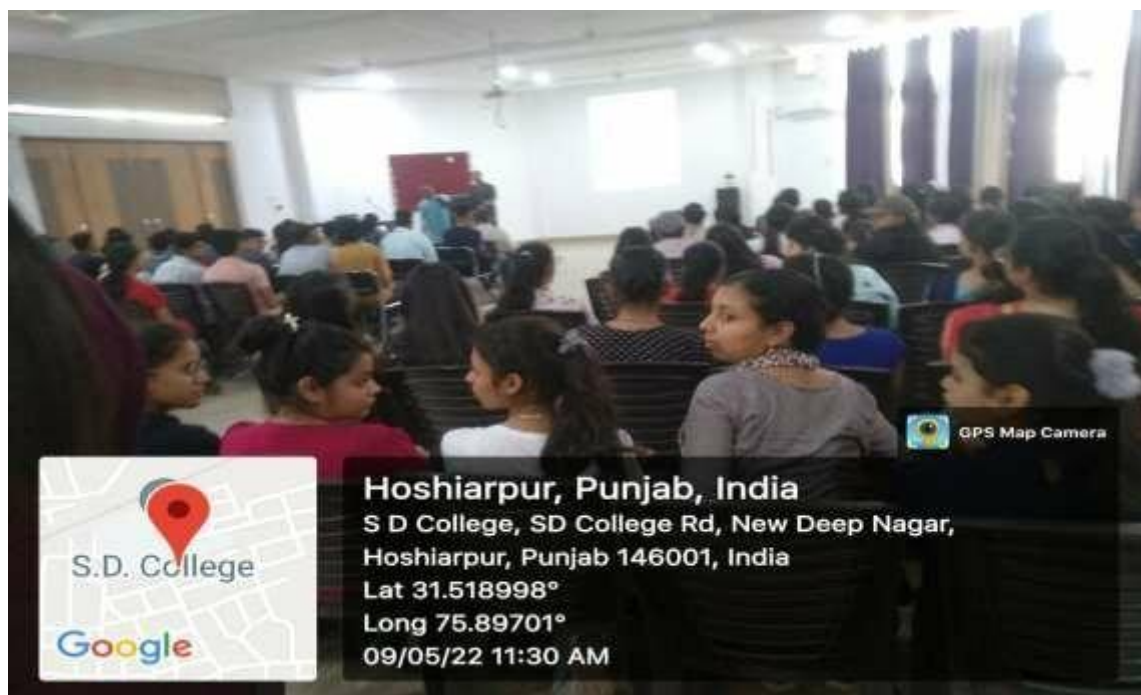 GPS Map Camera
S.D. College
Google
Hoshiarpur, Punjab, India
S D College, SD College Rd, New Deep Nagar,
Hoshiarpur, Punjab 146001, India
Lat 31.518998°
Long 75.89701°
09/05/22 11:30 AM